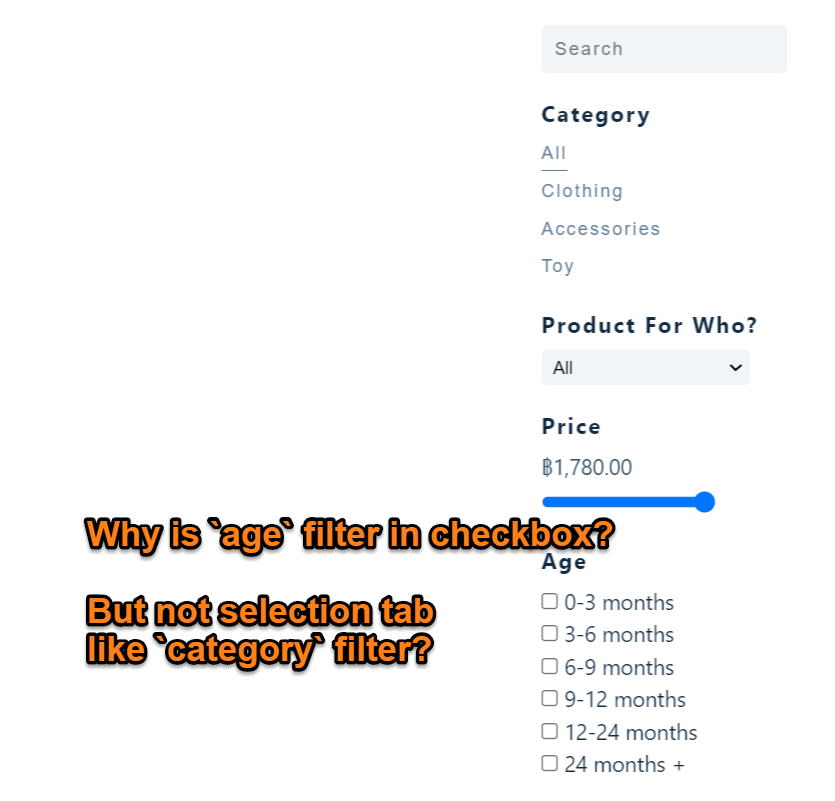 Search
Category
All
Clothing
Accessories
Toy
Product For Who?
All
Price
฿1,780.00
Why is `age` filter in checkbox?
But not selection tab
like `category` filter?
Age
0-3 months
3-6 months
6-9 months
9-12 months
12-24 months
24 months +